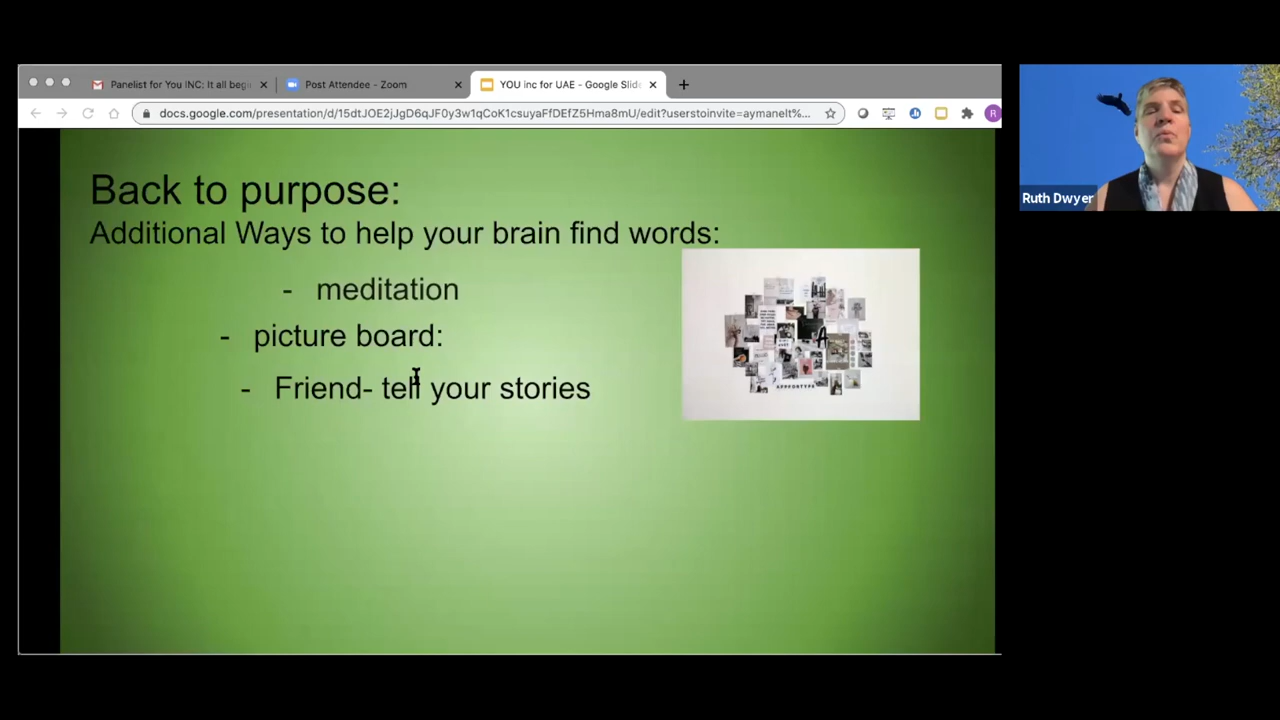 Panelist for You INC: It all begi
Post Attendee - Zoom
YOU inc for UAE - Google Slide
docs.google.com/presentation/d/15dtJOE2jJgD6qJF0y3w1qCoK1csuyaFfDEfZ5Hma8mU/edit?userstoinvite=aymanelt%...
R
Ruth Dwyer
Back to purpose:
Additional Ways to help your brain find words:
- meditation
- picture board:
- Friend- tell your stories
APPFORTYPE